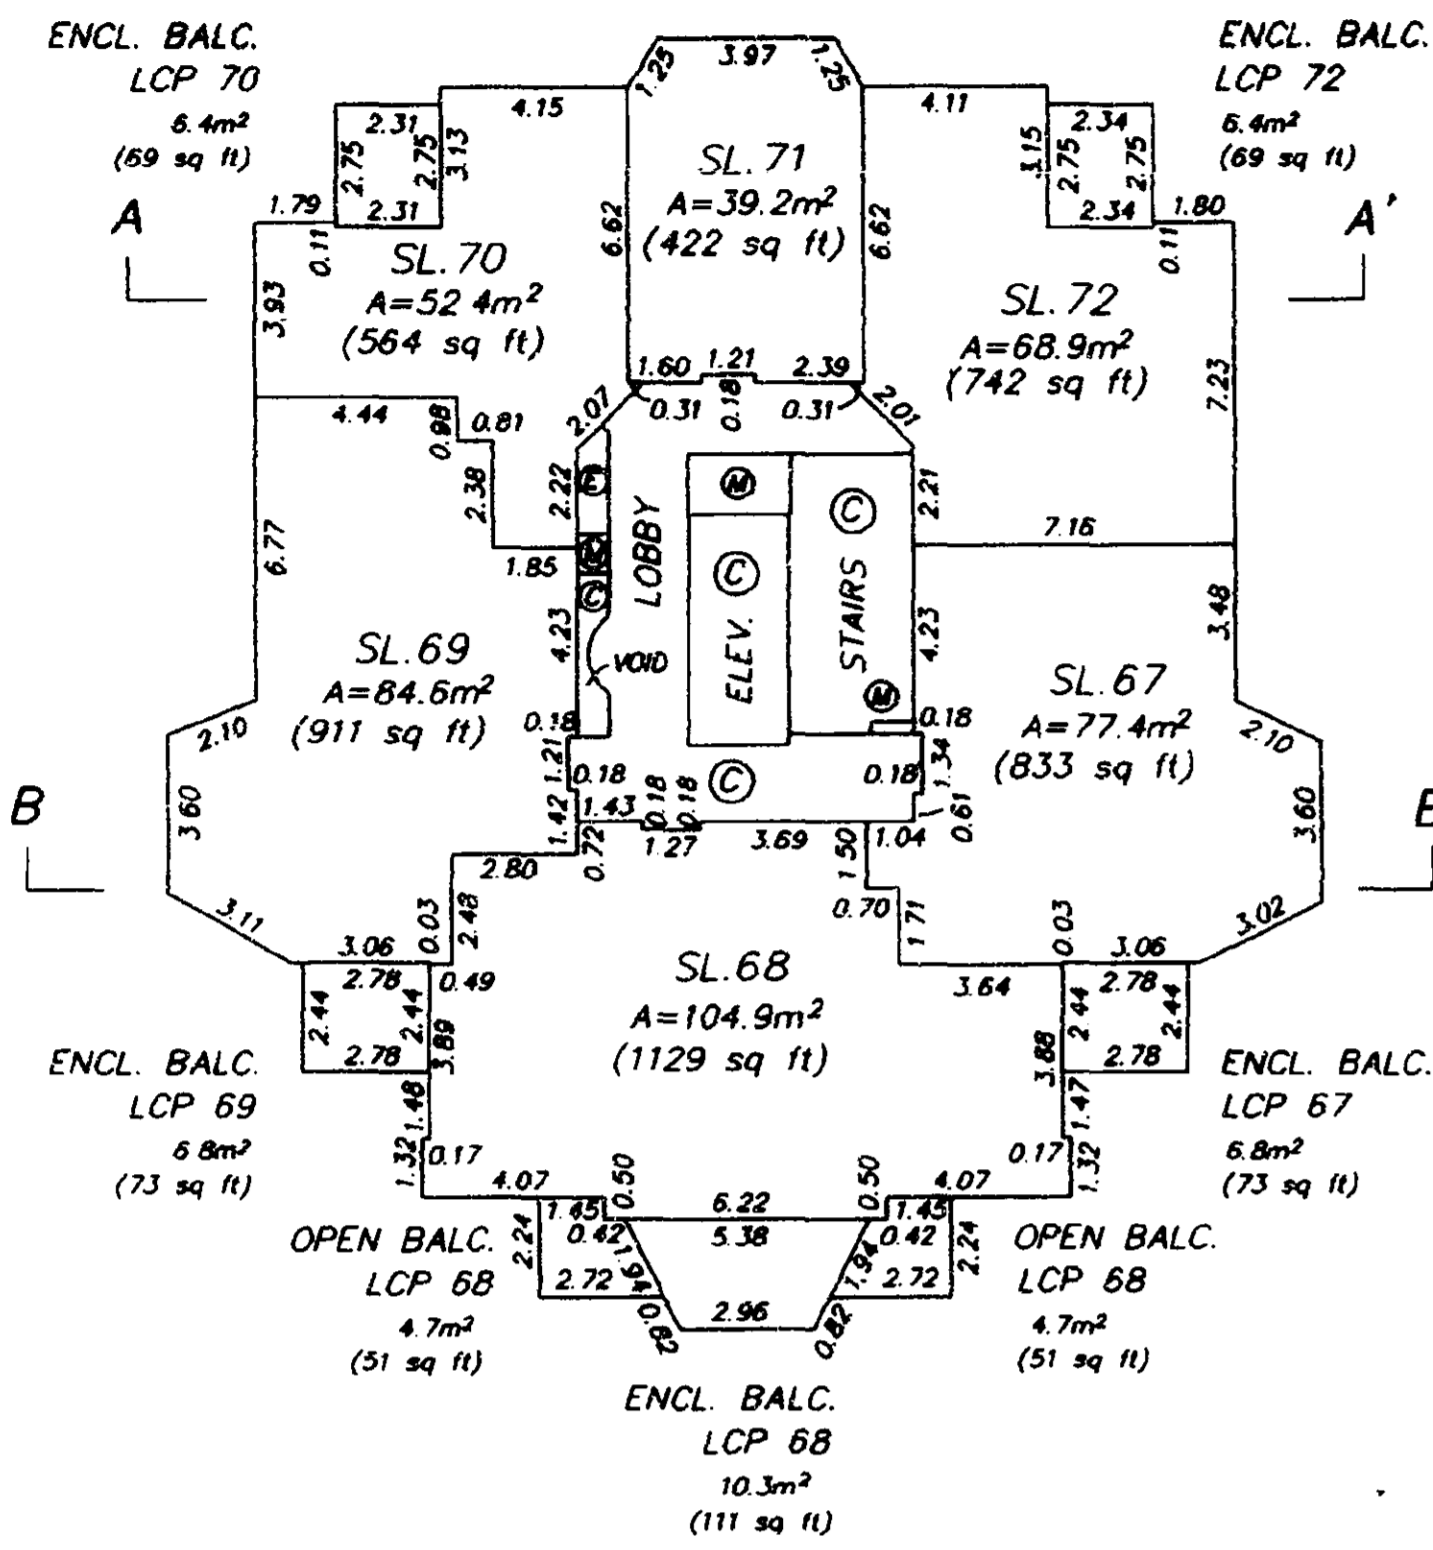 ENCL. BALC.
LCP 70
6.4m²
(69 sq ft)
ENCL. BALC.
LCP 72
6.4m²
(69 sq ft)
1.25
3.97
1.25
4.15
4.11
2.31
2.75
2.75
3.13
2.31
1.79
0.11
SL. 71
A=39.2m²
(422 sq ft)
6.62
6.62
3.15
2.34
2.75
2.75
2.34
1.80
0.11
A
A'
SL. 70
A=52 4m²
(564 sq ft)
3.93
SL. 72
A=68.9m²
(742 sq ft)
7.23
1.60
1.21
2.39
0.31
0.18
0.31
2.07
2.01
4.44
0.98
0.81
2.38
2.22
1.85
E
M
C
2.21
7.16
LOBBY
C
C
ELEV.
STAIRS
M
VOID
6.77
SL. 69
A=84.6m²
(911 sq ft)
4.23
4.23
3.48
SL. 67
A=77.4m²
(833 sq ft)
2.10
2.10
0.18
0.18
1.21
0.18
C
0.18
1.34
B
3 60
1.42
1.43
0.18
0.18
0.61
3.60
0.72
1.27
3.69
1.50
1.04
2.80
0.70
2.48
1.71
3.11
3.02
3.06
0.03
0.49
0.03
3.06
3.64
2.78
2.44
2.44
2.78
3.89
SL. 68
A=104.9m²
(1129 sq ft)
2.78
2.44
2.44
2.78
3.88
ENCL. BALC.
LCP 69
6 8m²
(73 sq ft)
ENCL. BALC.
LCP 67
6.8m²
(73 sq ft)
1.48
1.32
0.17
1.47
0.17
1.32
4.07
0.50
6.22
0.50
4.07
1.45
0.42
5.38
0.42
1.45
2.24
1.94
1.94
2.24
2.72
2.72
0.82
2.96
0.82
OPEN BALC.
LCP 68
4.7m²
(51 sq ft)
OPEN BALC.
LCP 68
4.7m²
(51 sq ft)
ENCL. BALC.
LCP 68
10.3m²
(111 sq ft)